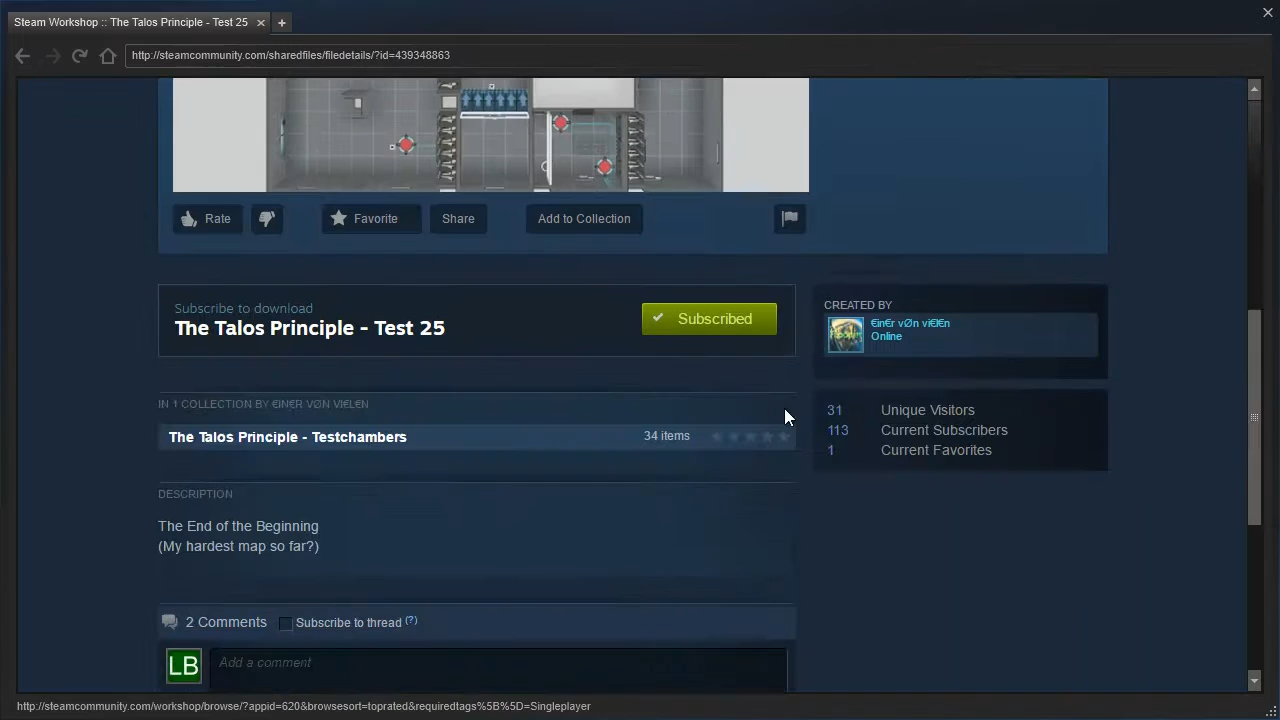 Steam Workshop :: The Talos Principle - Test 25
http://steamcommunity.com/sharedfiles/filedetails/?id=439348863
Rate
Favorite
Share
Add to Collection
Subscribe to download
The Talos Principle - Test 25
Subscribed
CREATED BY
€in€r vØn vi€l€n
Online
IN 1 COLLECTION BY €IN€R VØN VI€L€N
The Talos Principle - Testchambers
34 items
31 Unique Visitors
113 Current Subscribers
1 Current Favorites
DESCRIPTION
The End of the Beginning
(My hardest map so far?)
2 Comments
Subscribe to thread (?)
LB
Add a comment
http://steamcommunity.com/workshop/browse/?appid=620&browsesort=toprated&requiredtags%5B%5D=Singleplayer